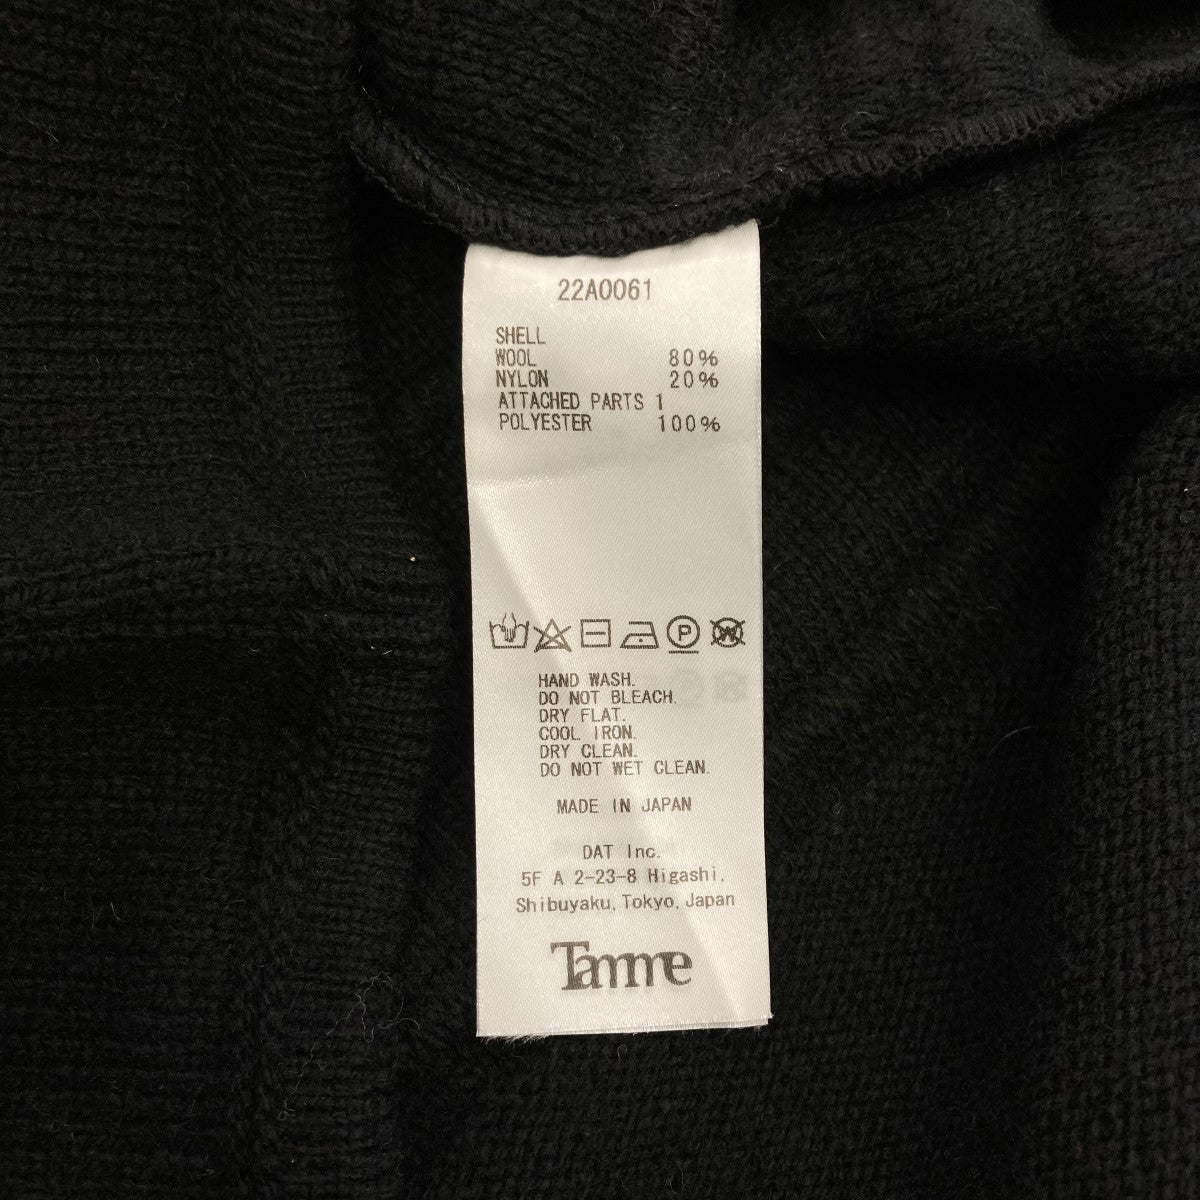 22A0061
SHELL
WOOL 80%
NYLON 20%
ATTACHED PARTS 1
POLYESTER 100%
P W
HAND WASH.
DO NOT BLEACH.
DRY FLAT.
COOL IRON.
DRY CLEAN.
DO NOT WET CLEAN.
MADE IN JAPAN
DAT Inc.
5F A 2-23-8 Higashi,
Shibuyaku, Tokyo, Japan
Tamme